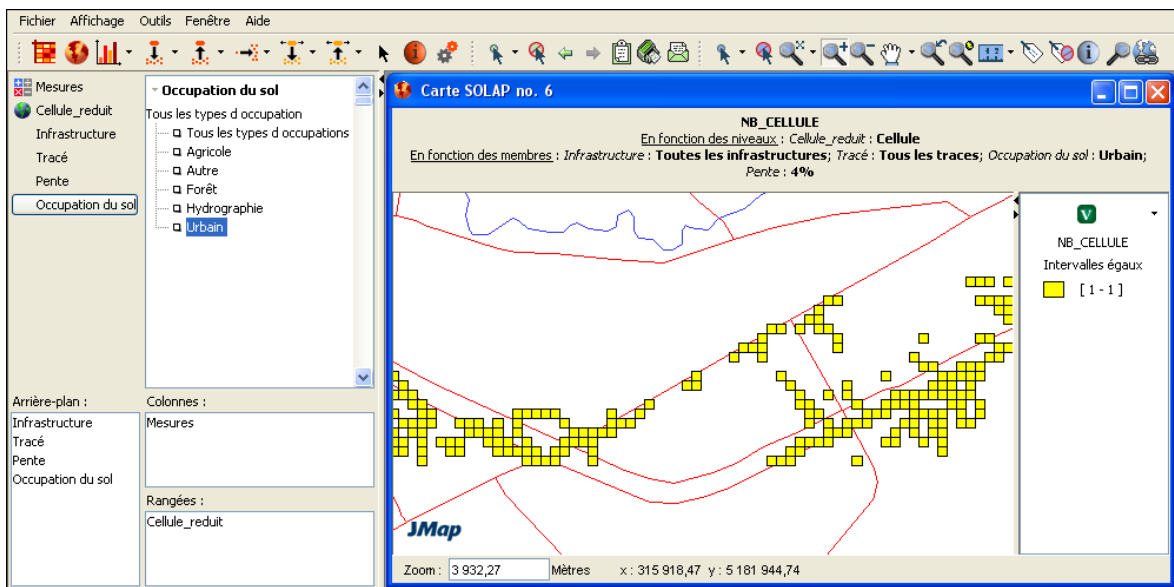 Fichier Affichage Outils Fenêtre Aide
Mesures
Cellule_reduit
Infrastructure
Tracé
Pente
Occupation du sol
Occupation du sol
Tous les types d occupation
Tous les types d occupations
Agricole
Autre
Forêt
Hydrographie
Urbain
Arrière-plan :
Infrastructure
Tracé
Pente
Occupation du sol
Colonnes :
Mesures
Rangées :
Cellule_reduit
Carte SOLAP no. 6
NB_CELLULE
En fonction des niveaux : Cellule_reduit : Cellule
En fonction des membres : Infrastructure : Toutes les infrastructures; Tracé : Tous les traces; Occupation du sol : Urbain;
Pente : 4%
V
NB_CELLULE
Intervalles égaux
[ 1 - 1 ]
JMap
Zoom : 3 932,27 Mètres x : 315 918,47 y : 5 181 944,74